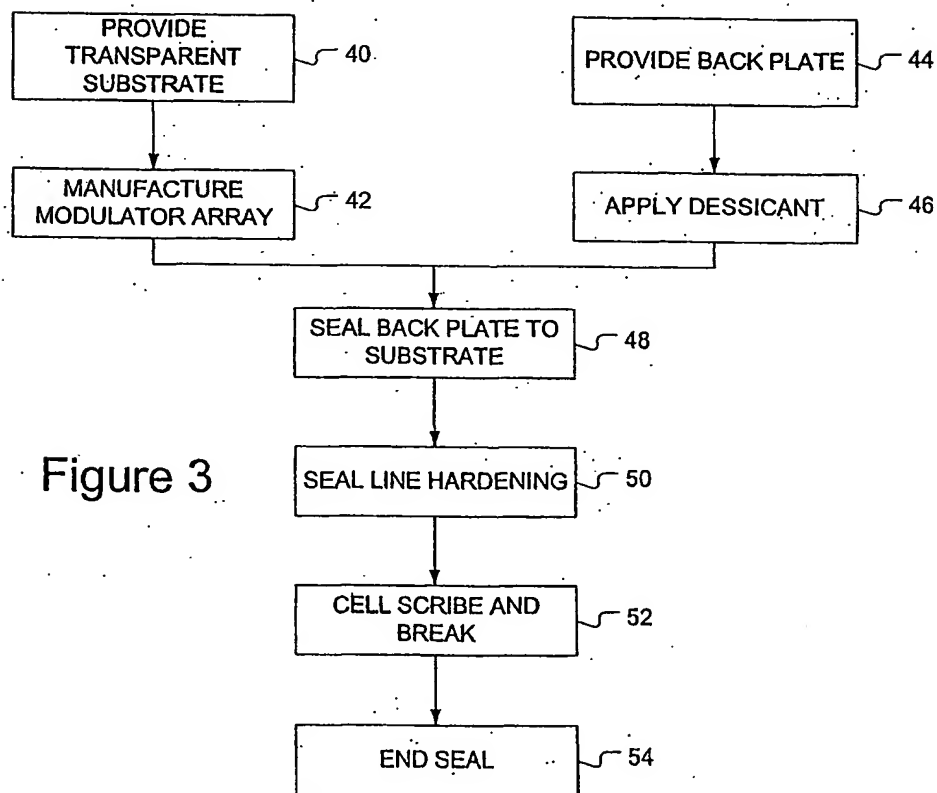 PROVIDE
TRANSPARENT
SUBSTRATE
40
PROVIDE BACK PLATE
44
MANUFACTURE
MODULATOR ARRAY
42
APPLY DESSICANT
46
SEAL BACK PLATE TO
SUBSTRATE
48
Figure 3
SEAL LINE HARDENING
50
CELL SCRIBE AND
BREAK
52
END SEAL
54